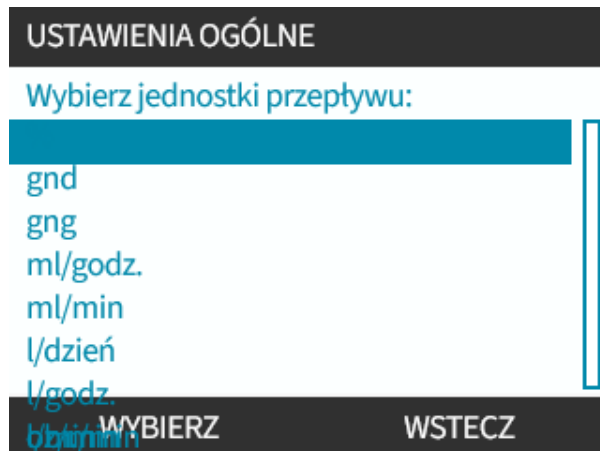 USTAWIENIA OGÓLNE
Wybierz jednostki przepływu:
gnd
gng
ml/godz.
ml/min
l/dzień
l/godz.
WYBIERZ WSTECZ